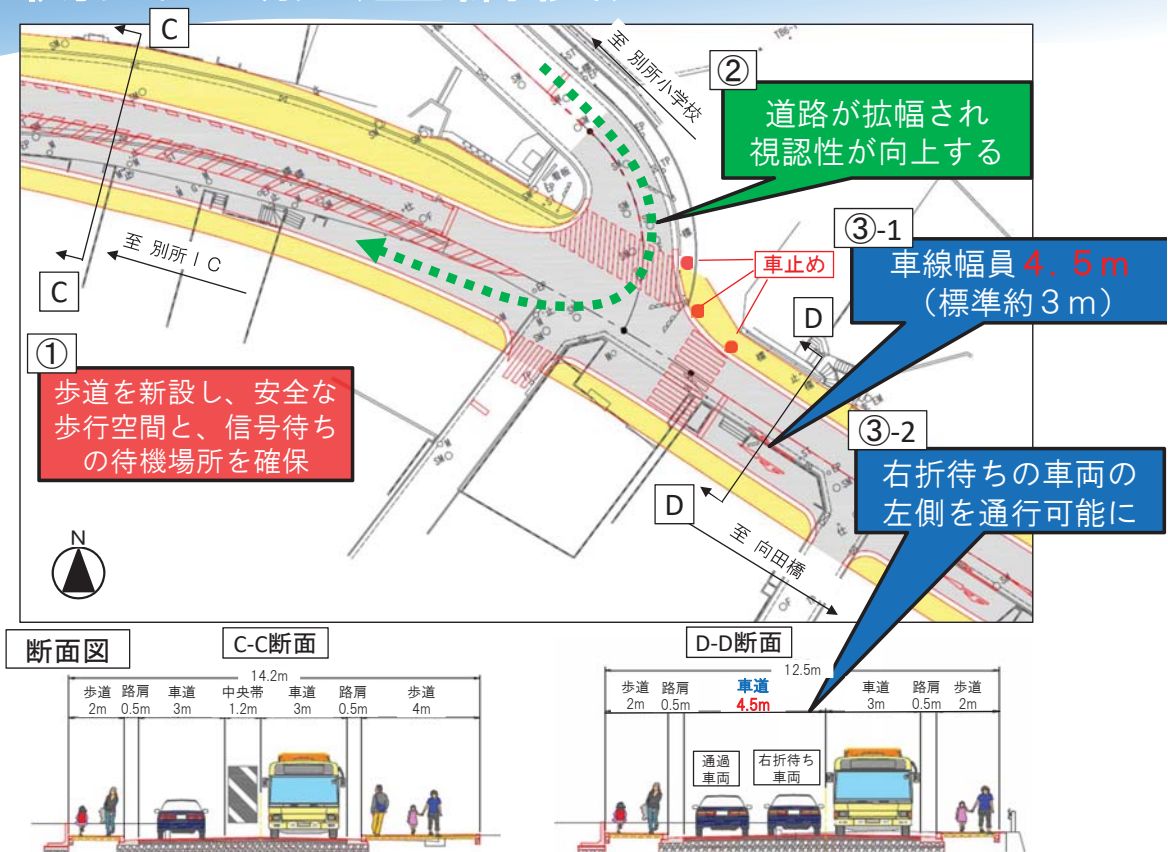 C
至 別所小学校
②
道路が拡幅され
視認性が向上する
③-1
車線幅員4.5m
(標準約3m)
至 別所IC
C
車止め
D
①
歩道を新設し、安全な
歩行空間と、信号待ち
の待機場所を確保
③-2
右折待ちの車両の
左側を通行可能に
D
至 向田橋
N
断面図
C-C断面
14.2m
歩道 路肩 車道 中央帯 車道 路肩 歩道
2m 0.5m 3m 1.2m 3m 0.5m 4m
D-D断面
12.5m
歩道 路肩 車道 車道 路肩 歩道
2m 0.5m 4.5m 3m 0.5m 2m
通過
車両
右折待ち
車両